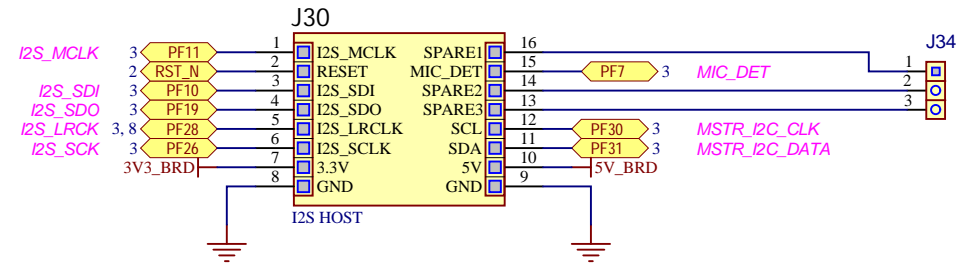 J30
J34
I2S_MCLK 3 PF11 1 I2S_MCLK SPARE1 16 1
2 RST_N 2 RESET MIC_DET 15 PF7 3 MIC_DET
I2S_SDI 3 PF10 3 I2S_SDI SPARE2 14 2
I2S_SDO 3 PF19 4 I2S_SDO SPARE3 13 3
I2S_LRCK 3, 8 PF28 5 I2S_LRCLK SCL 12 PF30 3 MSTR_I2C_CLK
I2S_SCK 3 PF26 6 I2S_SCLK SDA 11 PF31 3 MSTR_I2C_DATA
3V3_BRD 7 3.3V 5V 10 5V_BRD
8 GND GND 9
I2S HOST